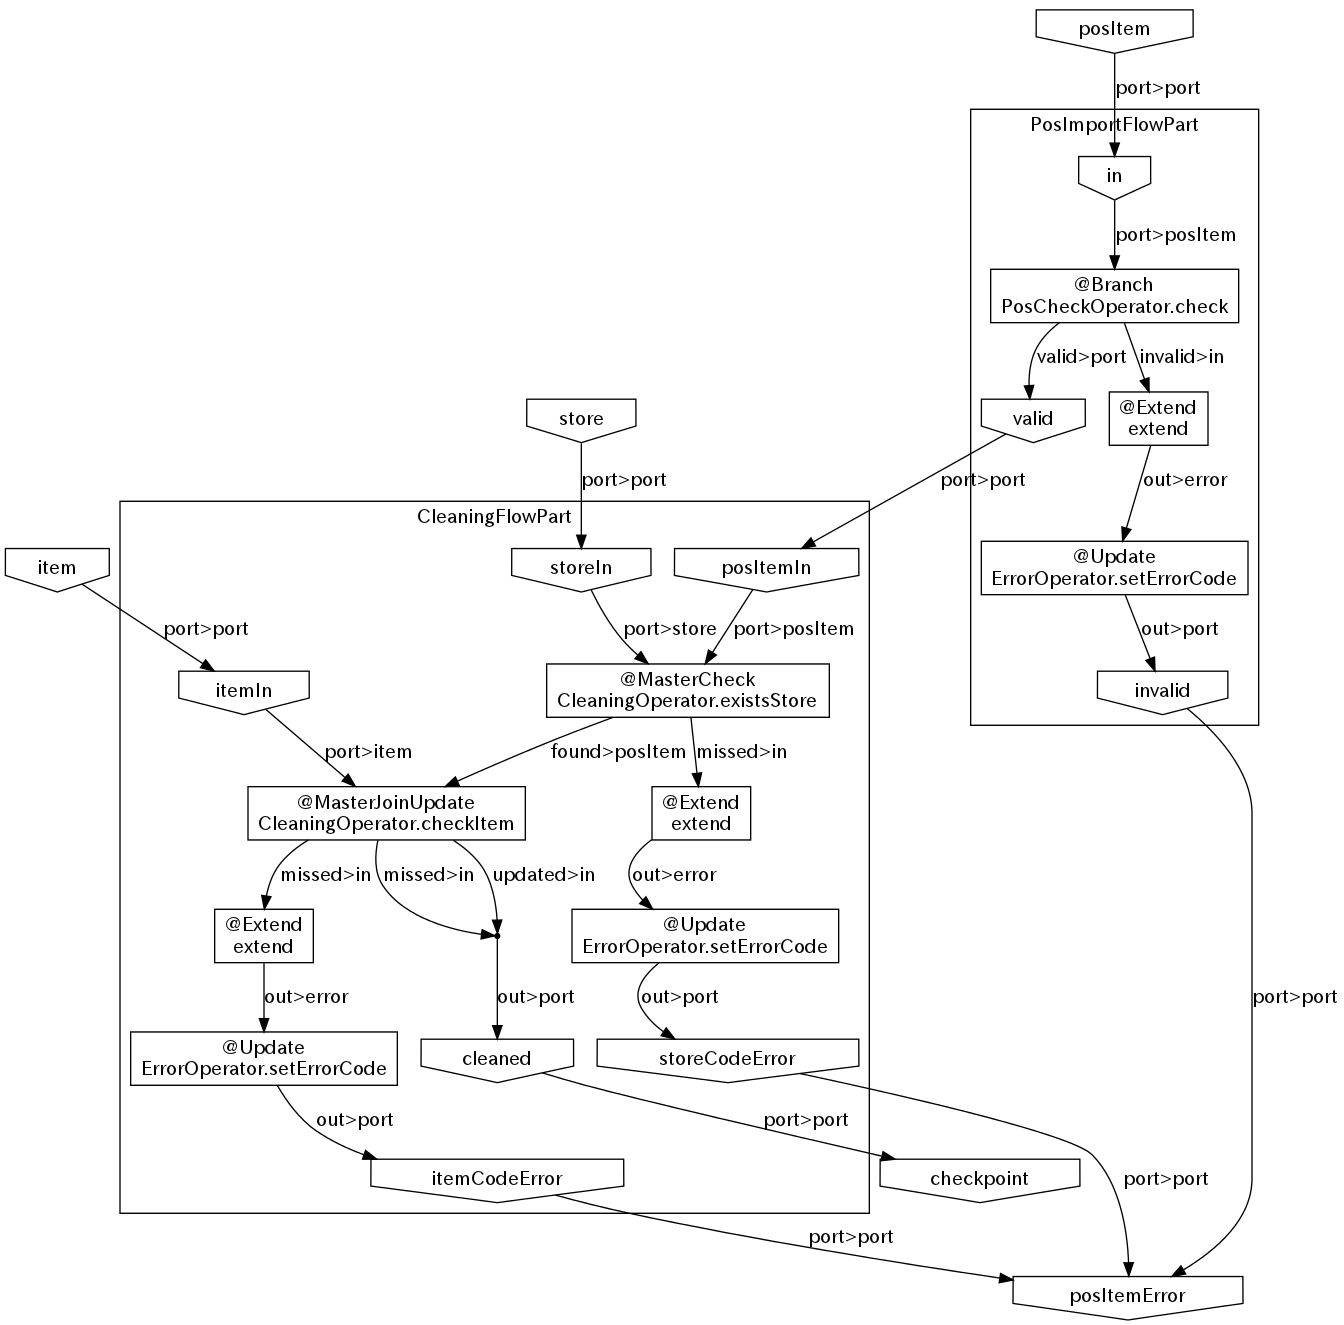 posItem
port>port
PosImportFlowPart
in
port>posItem
@Branch
PosCheckOperator.check
valid>port
invalid>in
valid
@Extend
extend
store
port>port
port>port
out>error
CleaningFlowPart
item
storeIn
posItemIn
@Update
ErrorOperator.setErrorCode
port>port
port>store
port>posItem
out>port
itemIn
@MasterCheck
CleaningOperator.existsStore
invalid
port>item
found>posItem
missed>in
@MasterJoinUpdate
CleaningOperator.checkItem
@Extend
extend
missed>in
missed>in
updated>in
out>error
@Extend
extend
@Update
ErrorOperator.setErrorCode
out>error
out>port
out>port
port>port
@Update
ErrorOperator.setErrorCode
cleaned
storeCodeError
out>port
port>port
itemCodeError
checkpoint
port>port
port>port
posItemError